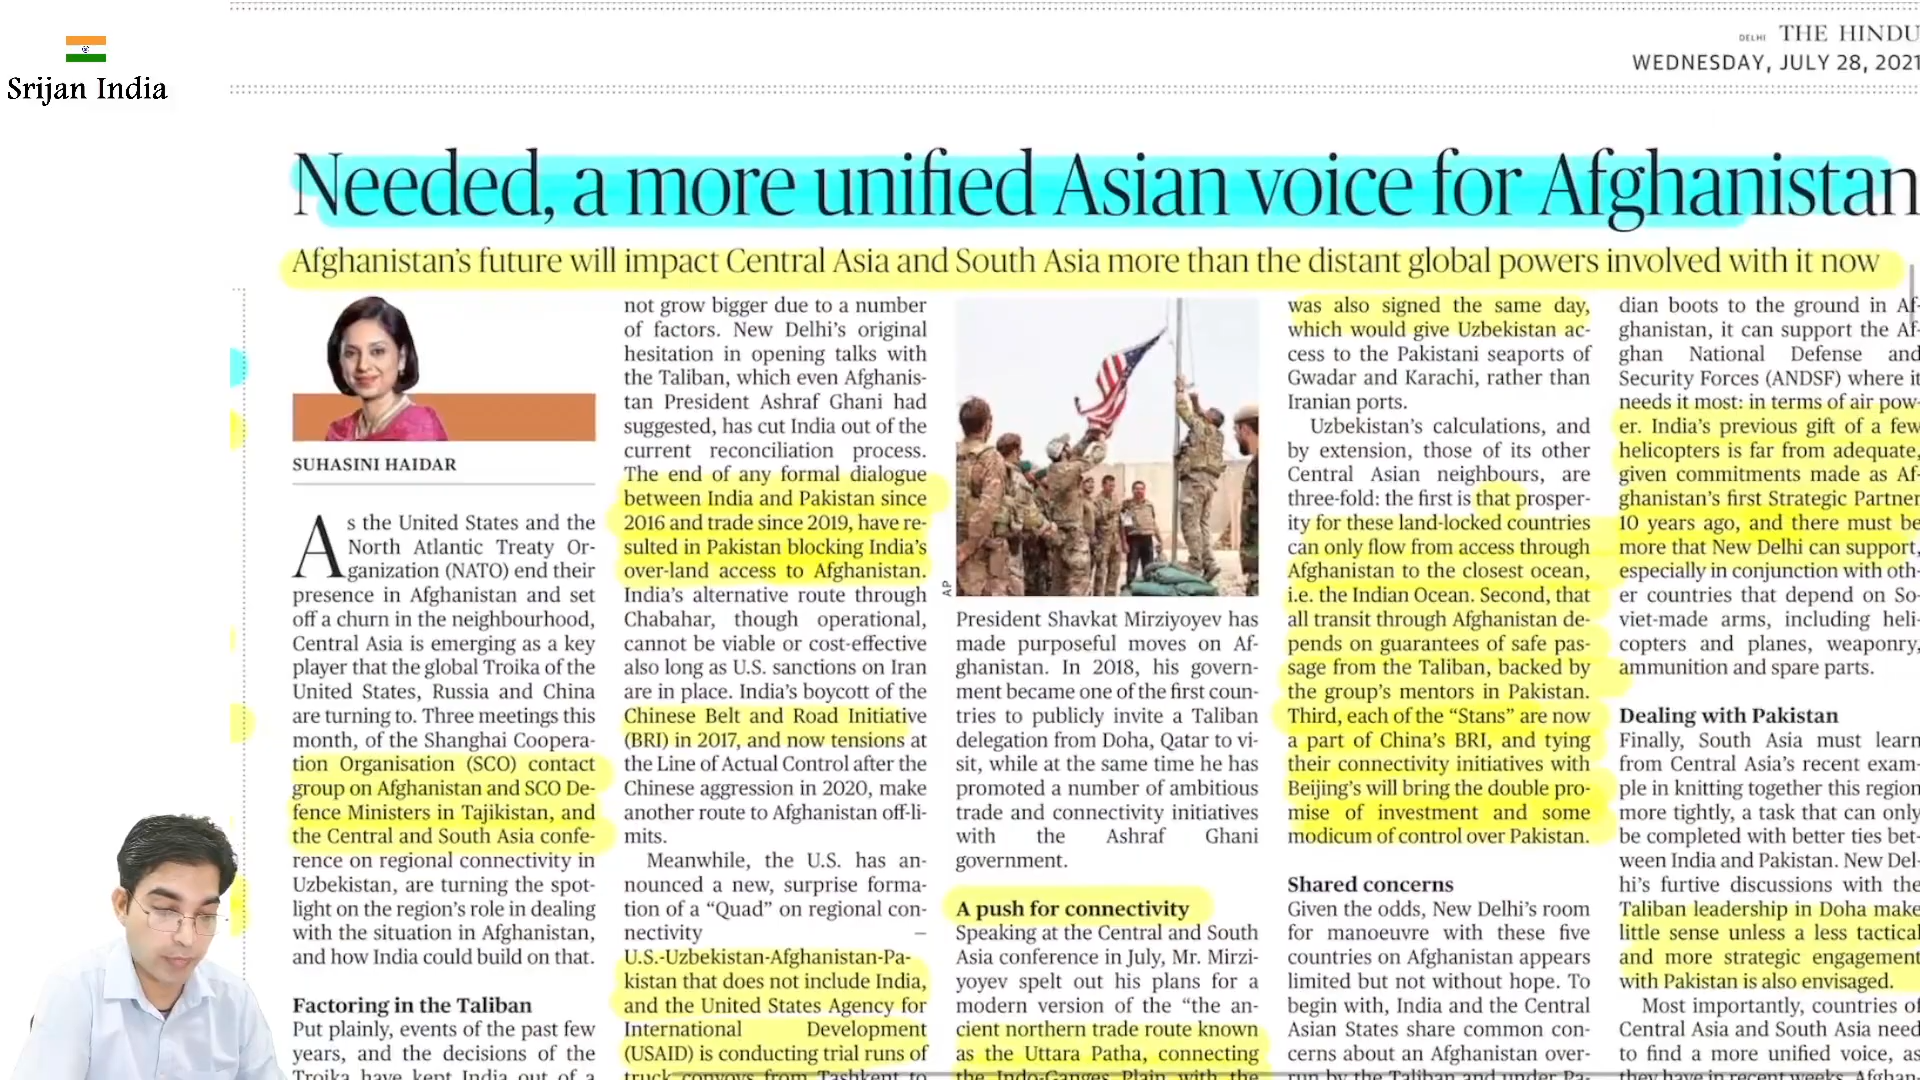 Srijan India
DELHI THE HINDU
WEDNESDAY, JULY 28, 2021
Needed, a more unified Asian voice for Afghanistan
Afghanistan's future will impact Central Asia and South Asia more than the distant global powers involved with it now
SUHASINI HAIDAR
As the United States and the
North Atlantic Treaty Or-
ganization (NATO) end their
presence in Afghanistan and set
off a churn in the neighbourhood,
Central Asia is emerging as a key
player that the global Troika of the
United States, Russia and China
are turning to. Three meetings this
month, of the Shanghai Coopera-
tion Organisation (SCO) contact
group on Afghanistan and SCO De-
fence Ministers in Tajikistan, and
the Central and South Asia confe-
rence on regional connectivity in
Uzbekistan, are turning the spot-
light on the region's role in dealing
with the situation in Afghanistan,
and how India could build on that.
Factoring in the Taliban
Put plainly, events of the past few
years, and the decisions of the
Troika have kept India out of a
not grow bigger due to a number
of factors. New Delhi's original
hesitation in opening talks with
the Taliban, which even Afghanis-
tan President Ashraf Ghani had
suggested, has cut India out of the
current reconciliation process.
The end of any formal dialogue
between India and Pakistan since
2016 and trade since 2019, have re-
sulted in Pakistan blocking India's
over-land access to Afghanistan.
India's alternative route through
Chabahar, though operational,
cannot be viable or cost-effective
also long as U.S. sanctions on Iran
are in place. India's boycott of the
Chinese Belt and Road Initiative
(BRI) in 2017, and now tensions at
the Line of Actual Control after the
Chinese aggression in 2020, make
another route to Afghanistan off-li-
mits.
Meanwhile, the U.S. has an-
nounced a new, surprise forma-
tion of a “Quad” on regional con-
nectivity –
U.S.-Uzbekistan-Afghanistan-Pa-
kistan that does not include India,
and the United States Agency for
International Development
(USAID) is conducting trial runs of
truck convoys from Tashkent to
AP
President Shavkat Mirziyoyev has
made purposeful moves on Af-
ghanistan. In 2018, his govern-
ment became one of the first coun-
tries to publicly invite a Taliban
delegation from Doha, Qatar to vi-
sit, while at the same time he has
promoted a number of ambitious
trade and connectivity initiatives
with the Ashraf Ghani
government.
A push for connectivity
Speaking at the Central and South
Asia conference in July, Mr. Mirzi-
yoyev spelt out his plans for a
modern version of the “the an-
cient northern trade route known
as the Uttara Patha, connecting
the Indo-Ganges Plain with the
was also signed the same day,
which would give Uzbekistan ac-
cess to the Pakistani seaports of
Gwadar and Karachi, rather than
Iranian ports.
Uzbekistan's calculations, and
by extension, those of its other
Central Asian neighbours, are
three-fold: the first is that prosper-
ity for these land-locked countries
can only flow from access through
Afghanistan to the closest ocean,
i.e. the Indian Ocean. Second, that
all transit through Afghanistan de-
pends on guarantees of safe pas-
sage from the Taliban, backed by
the group's mentors in Pakistan.
Third, each of the “Stans” are now
a part of China's BRI, and tying
their connectivity initiatives with
Beijing's will bring the double pro-
mise of investment and some
modicum of control over Pakistan.
Shared concerns
Given the odds, New Delhi's room
for manoeuvre with these five
countries on Afghanistan appears
limited but not without hope. To
begin with, India and the Central
Asian States share common con-
cerns about an Afghanistan over-
run by the Taliban and under Pa-
dian boots to the ground in Af-
ghanistan, it can support the Af-
ghan National Defense and
Security Forces (ANDSF) where it
needs it most: in terms of air pow-
er. India's previous gift of a few
helicopters is far from adequate,
given commitments made as Af-
ghanistan's first Strategic Partner
10 years ago, and there must be
more that New Delhi can support,
especially in conjunction with oth-
er countries that depend on So-
viet-made arms, including heli-
copters and planes, weaponry,
ammunition and spare parts.
Dealing with Pakistan
Finally, South Asia must learn
from Central Asia's recent exam-
ple in knitting together this region
more tightly, a task that can only
be completed with better ties bet-
ween India and Pakistan. New Del-
hi's furtive discussions with the
Taliban leadership in Doha make
little sense unless a less tactical
and more strategic engagement
with Pakistan is also envisaged.
Most importantly, countries of
Central Asia and South Asia need
to find a more unified voice, as
they have in recent weeks. Afghan-